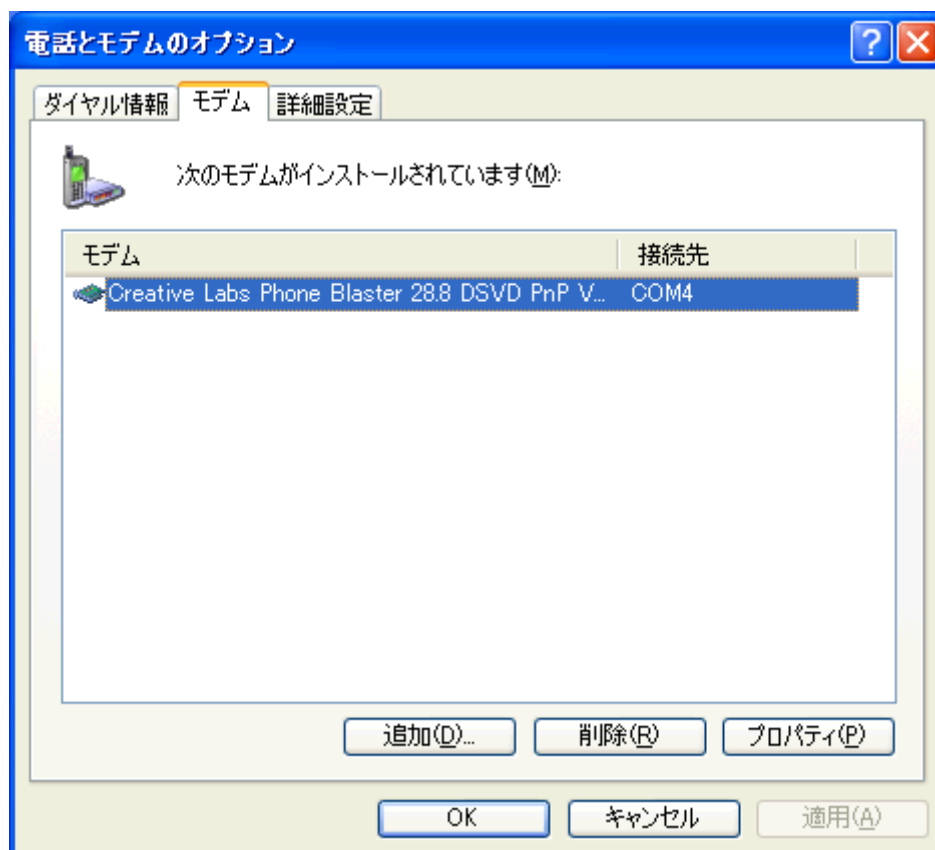 電話とモデムのオプション
ダイヤル情報 モデム 詳細設定
次のモデムがインストールされています(M):
モデム 接続先
Creative Labs Phone Blaster 28.8 DSVD PnP V... COM4
追加(D)... 削除(R) プロパティ(P)
OK キャンセル 適用(A)